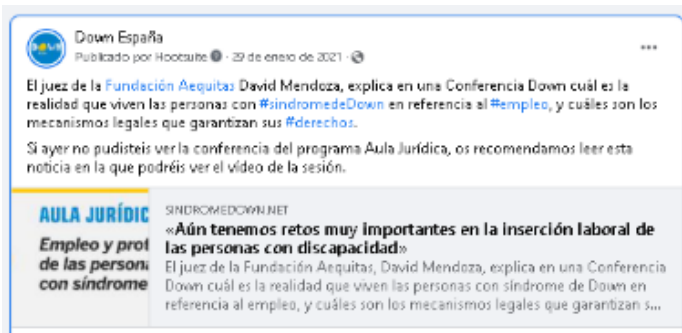 Down España
Publicado por Hootsuite · 29 de enero de 2021 ·
El juez de la Fundación Aequitas David Mendoza, explica en una Conferencia Down cuál es la
realidad que viven las personas con #sindromedeDown en referencia al #empleo, y cuáles son los
mecanismos legales que garantizan sus #derechos.
Si ayer no pudisteis ver la conferencia del programa Aula Jurídica, os recomendamos leer esta
noticia en la que podréis ver el vídeo de la sesión.
AULA JURÍDIC
Empleo y prot
de las person
con síndrome
SINDROMEDOWN.NET
«Aún tenemos retos muy importantes en la inserción laboral de
las personas con discapacidad»
El juez de la Fundación Aequitas, David Mendoza, explica en una Conferencia
Down cuál es la realidad que viven las personas con síndrome de Down en
referencia al empleo, y cuáles son los mecanismos legales que garantizan s...